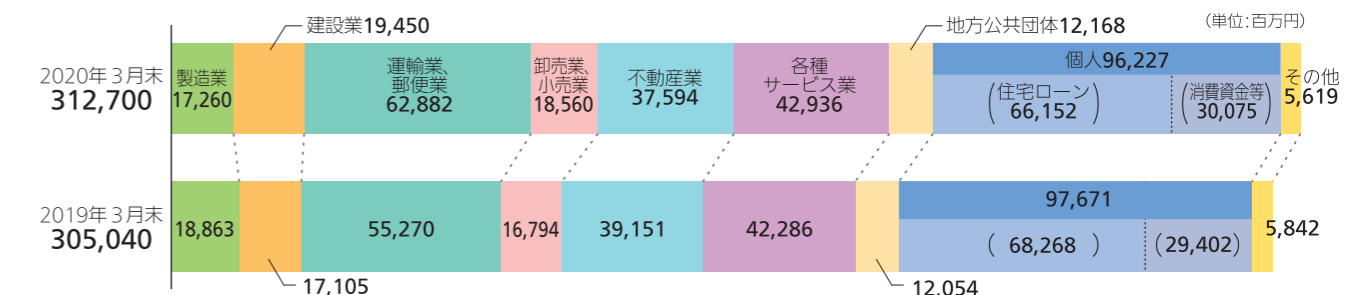 建設業19,450
地方公共団体12,168
（単位：百万円）
2020年3月末
312,700
製造業
17,260
運輸業、
郵便業
62,882
卸売業、
小売業
18,560
不動産業
37,594
各種
サービス業
42,936
個人96,227
（住宅ローン）
66,152
（消費資金等）
30,075
その他
5,619
2019年3月末
305,040
18,863
17,105
55,270
16,794
39,151
42,286
12,054
97,671
（68,268）
（29,402）
5,842